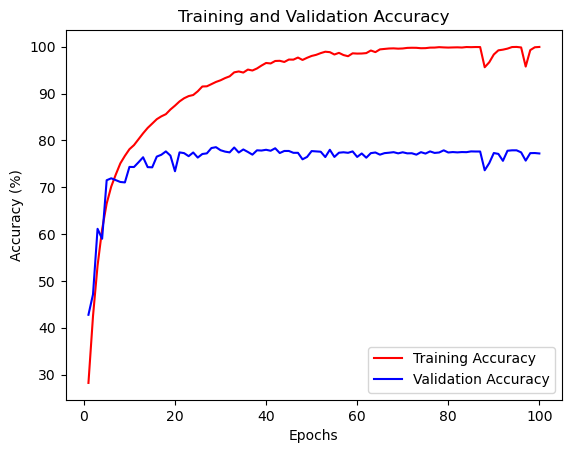 Training and Validation Accuracy
Accuracy (%)
100
90
80
70
60
50
40
30
0
20
40
60
80
100
Epochs
Training Accuracy
Validation Accuracy